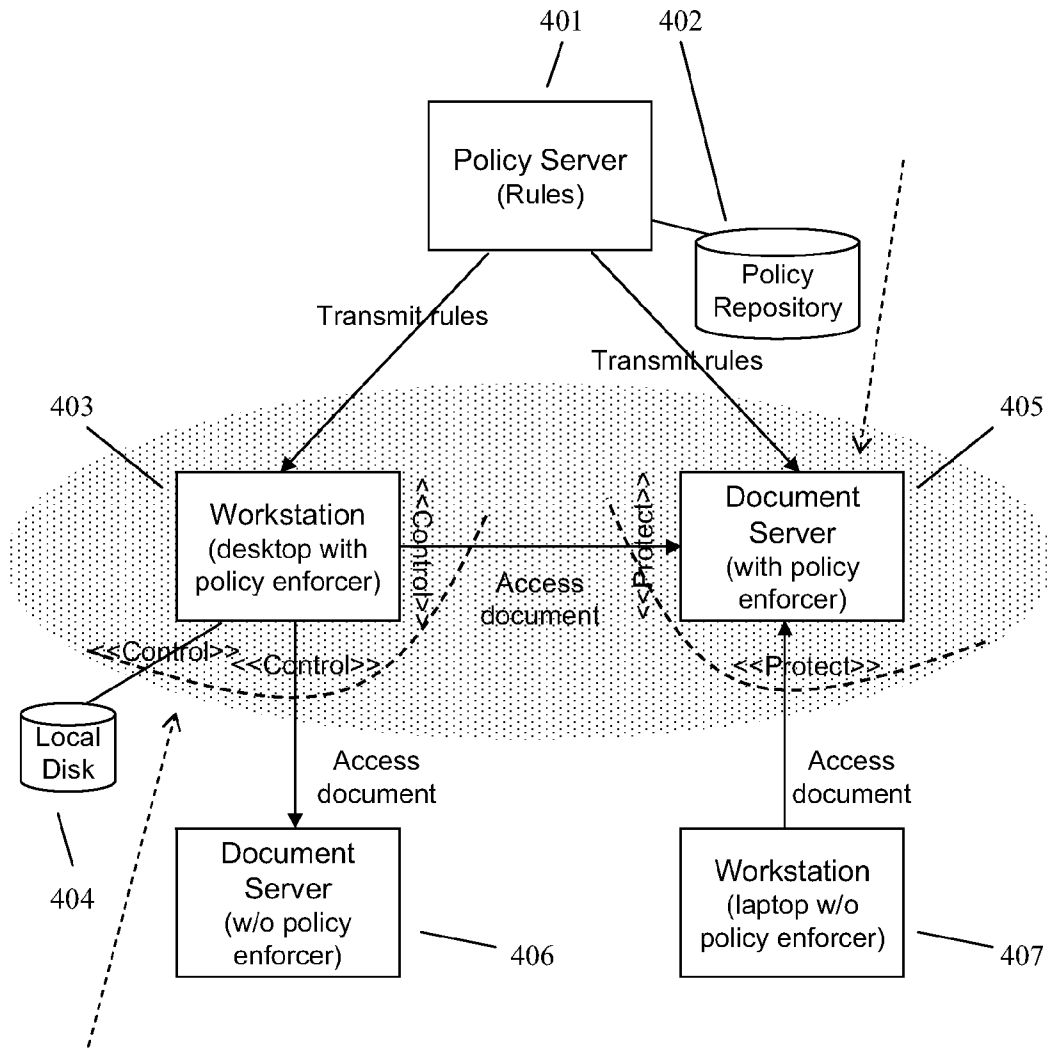 401
402
Policy Server
(Rules)
Policy
Repository
Transmit rules
Transmit rules
403
405
Workstation
(desktop with
policy enforcer)
<<Control>>
<<Protect>>
Document
Server
(with policy
enforcer)
Access
document
<<Control>>
<<Control>>
<<Protect>>
Local
Disk
Access
document
Access
document
404
Document
Server
(w/o policy
enforcer)
406
Workstation
(laptop w/o
policy enforcer)
407